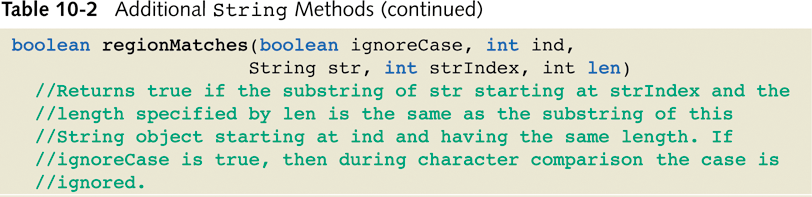 Table 10-2 Additional String Methods (continued)
boolean regionMatches(boolean ignoreCase, int ind,
String str, int strIndex, int len)
//Returns true if the substring of str starting at strIndex and the
//length specified by len is the same as the substring of this
//String object starting at ind and having the same length. If
//ignoreCase is true, then during character comparison the case is
//ignored.